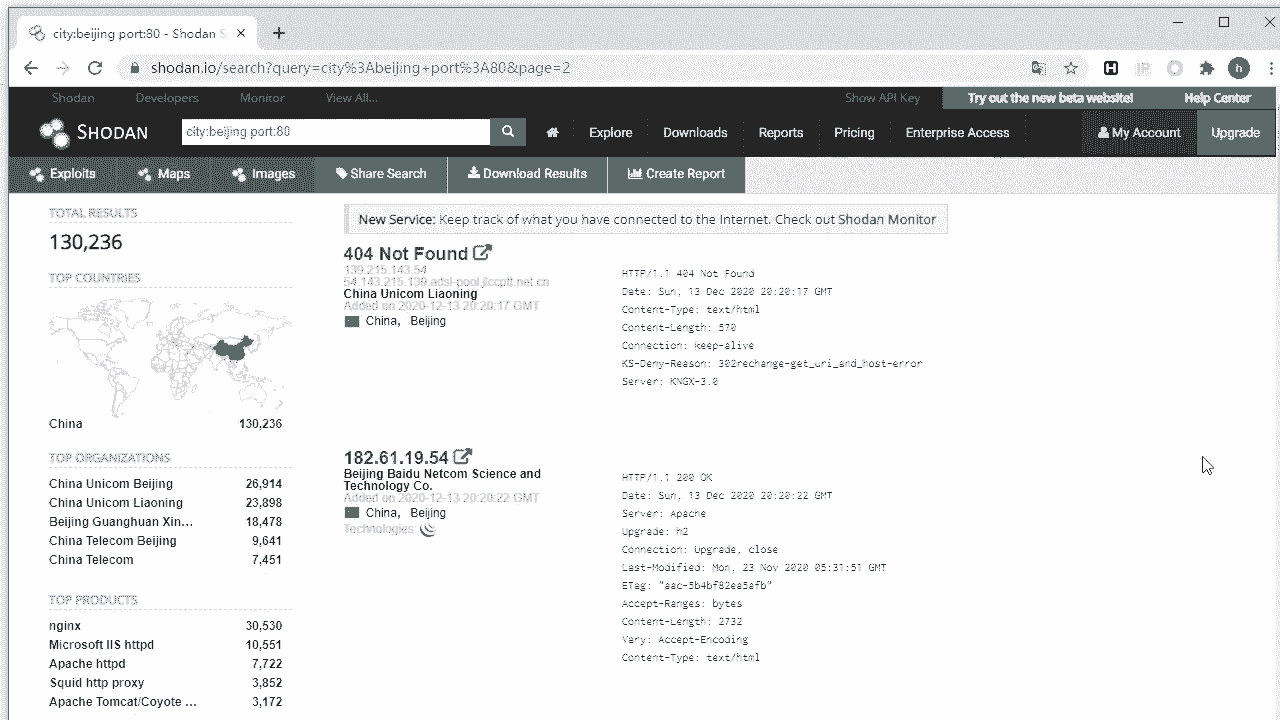 city:beijing port:80 - Shodan S
shodan.io/search?query=city%3Abeijing+port%3A80&page=2
h
Shodan Developers Monitor View All... Show API Key Try out the new beta website! Help Center
SHODAN city:beijing port:80 Explore Downloads Reports Pricing Enterprise Access My Account Upgrade
Exploits Maps Images Share Search Download Results Create Report
TOTAL RESULTS
130,236
TOP COUNTRIES
China 130,236
TOP ORGANIZATIONS
China Unicom Beijing 26,914
China Unicom Liaoning 23,898
Beijing Guanghuan Xin... 18,478
China Telecom Beijing 9,641
China Telecom 7,451
TOP PRODUCTS
nginx 30,530
Microsoft IIS httpd 10,551
Apache httpd 7,722
Squid http proxy 3,852
Apache Tomcat/Coyote ... 3,172
New Service: Keep track of what you have connected to the Internet. Check out Shodan Monitor
404 Not Found
139.215.143.54
54.143.215.139.adsl-pool.jlccptt.net.cn
China Unicom Liaoning
Added on 2020-12-13 20:20:17 GMT
China, Beijing
HTTP/1.1 404 Not Found
Date: Sun, 13 Dec 2020 20:20:17 GMT
Content-Type: text/html
Content-Length: 570
Connection: keep-alive
KS-Deny-Reason: 302rechange-get_uri_and_host-error
Server: KNGX-3.0
182.61.19.54
Beijing Baidu Netcom Science and
Technology Co.
Added on 2020-12-13 20:20:22 GMT
China, Beijing
Technologies:
HTTP/1.1 200 OK
Date: Sun, 13 Dec 2020 20:20:22 GMT
Server: Apache
Upgrade: h2
Connection: Upgrade, close
Last-Modified: Mon, 23 Nov 2020 05:31:51 GMT
ETag: "aac-5b4bf82ea5afb"
Accept-Ranges: bytes
Content-Length: 2732
Vary: Accept-Encoding
Content-Type: text/html